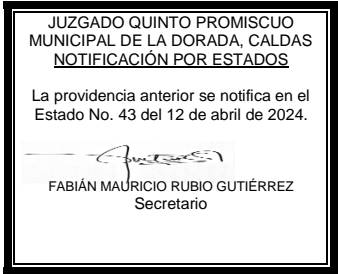 JUZGADO QUINTO PROMISCUO
MUNICIPAL DE LA DORADA, CALDAS
NOTIFICACIÓN POR ESTADOS
La providencia anterior se notifica en el
Estado No. 43 del 12 de abril de 2024.
FABIÁN MAURICIO RUBIO GUTIÉRREZ
Secretario